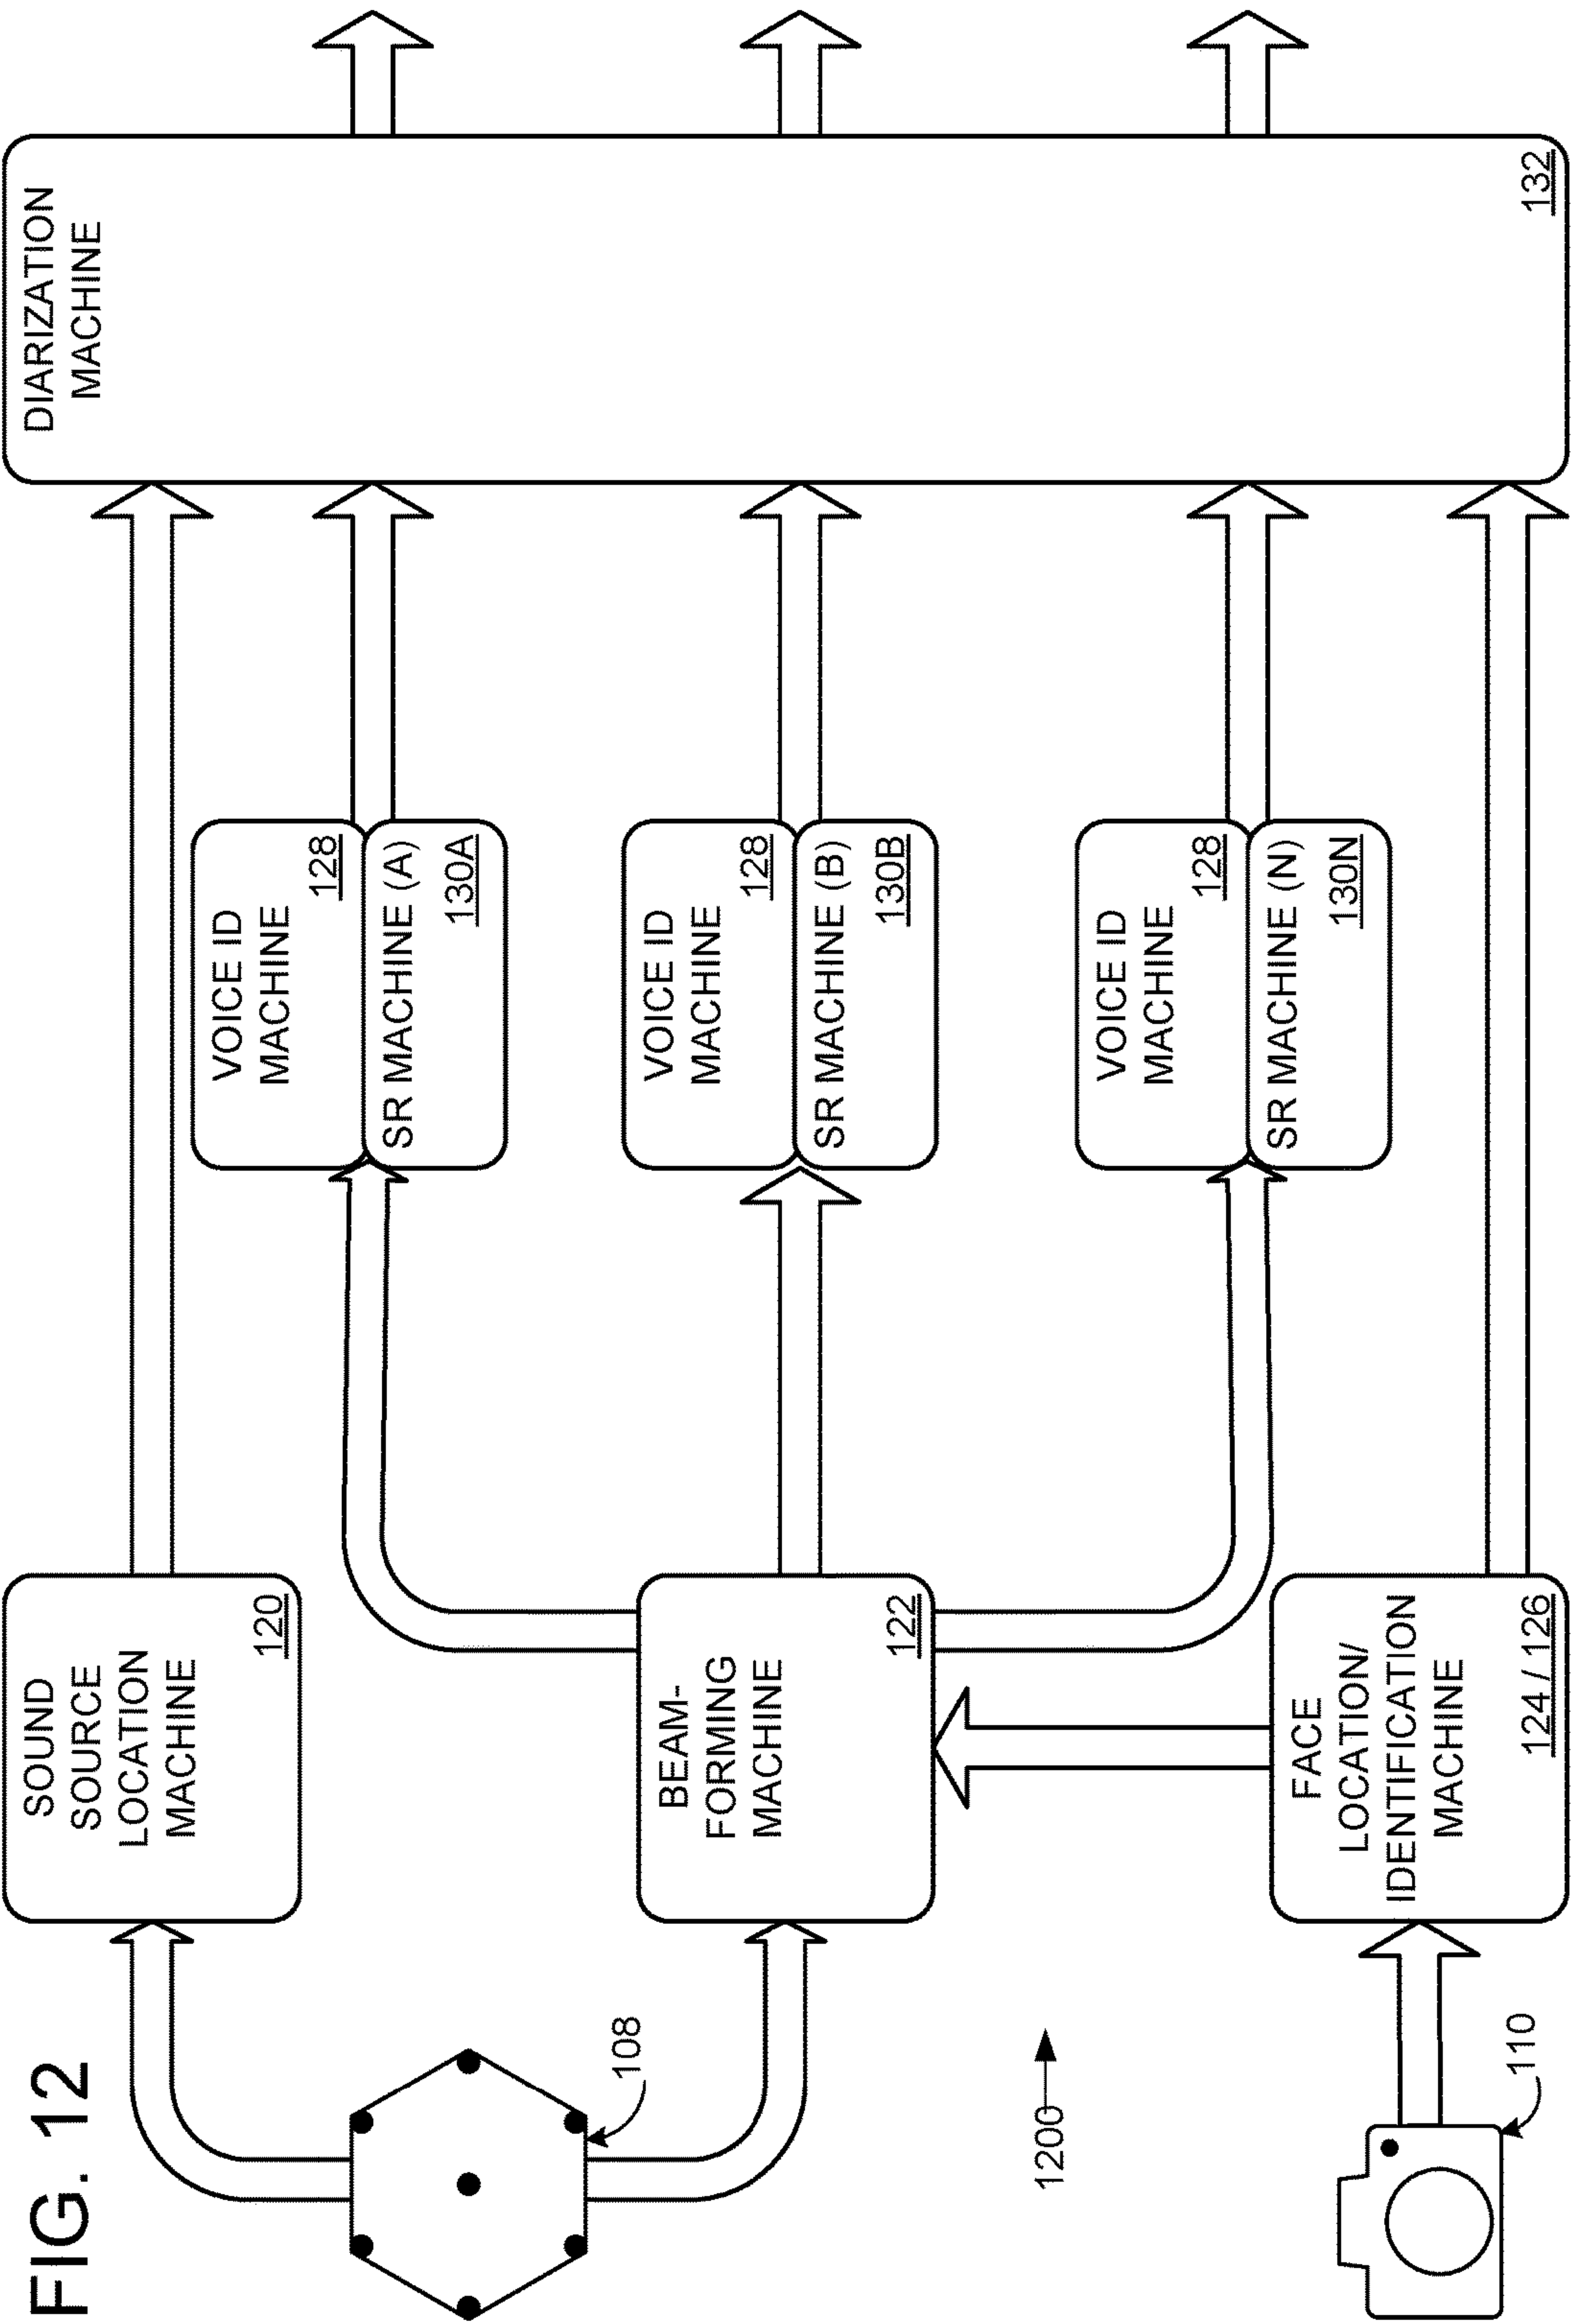 FIG. 12
SOUND
SOURCE
LOCATION
MACHINE
120
DIARIZATION
MACHINE
132
VOICE ID
MACHINE
128
SR MACHINE (A)
130A
108
BEAM-
FORMING
MACHINE
122
VOICE ID
MACHINE
128
SR MACHINE (B)
130B
1200
VOICE ID
MACHINE
128
SR MACHINE (N)
130N
110
FACE
LOCATION/
IDENTIFICATION
MACHINE
124 / 126